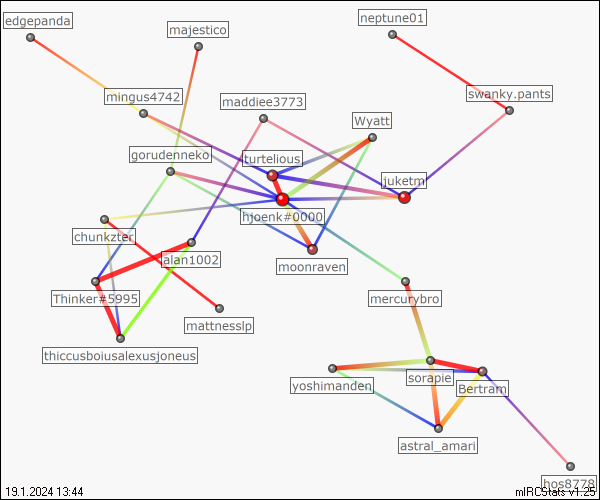 edgepanda
neptune01
majestico
swanky.pants
mingus4742
maddiee3773
Wyatt
gorudenneko
turtelious
juketm
hjoenk#0000
chunkzter
alan1002
moonraven
Thinker#5995
mercurybro
mattnesslp
thiccusboiusalexusjoneus
sorapie
yoshimanden
Bertram
astral_amari
hos8778
19.1.2024 13:44
mIRCStats v1.25